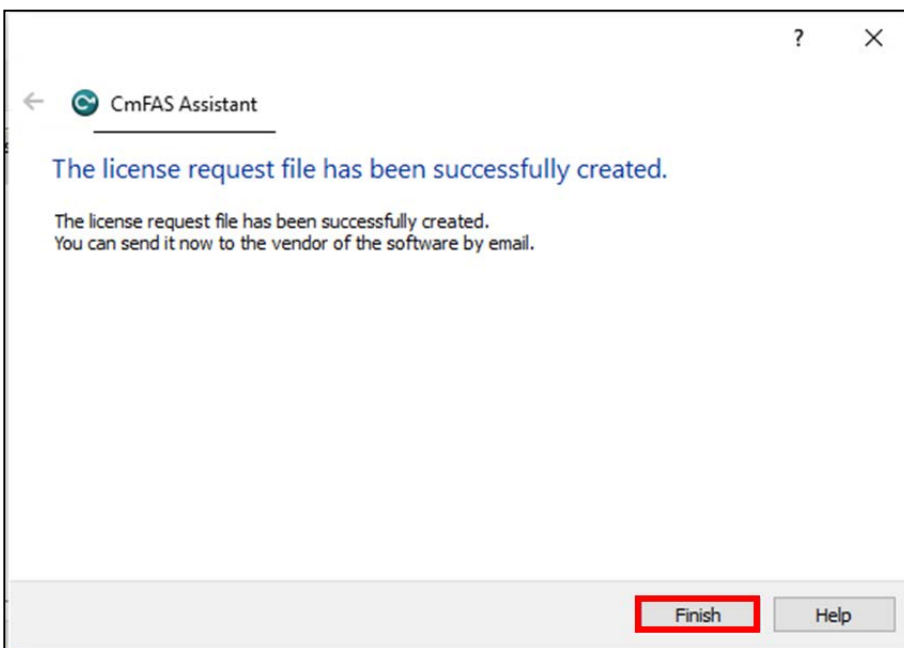 ?
CmFAS Assistant
The license request file has been successfully created.
The license request file has been successfully created.
You can send it now to the vendor of the software by email.
Finish
Help